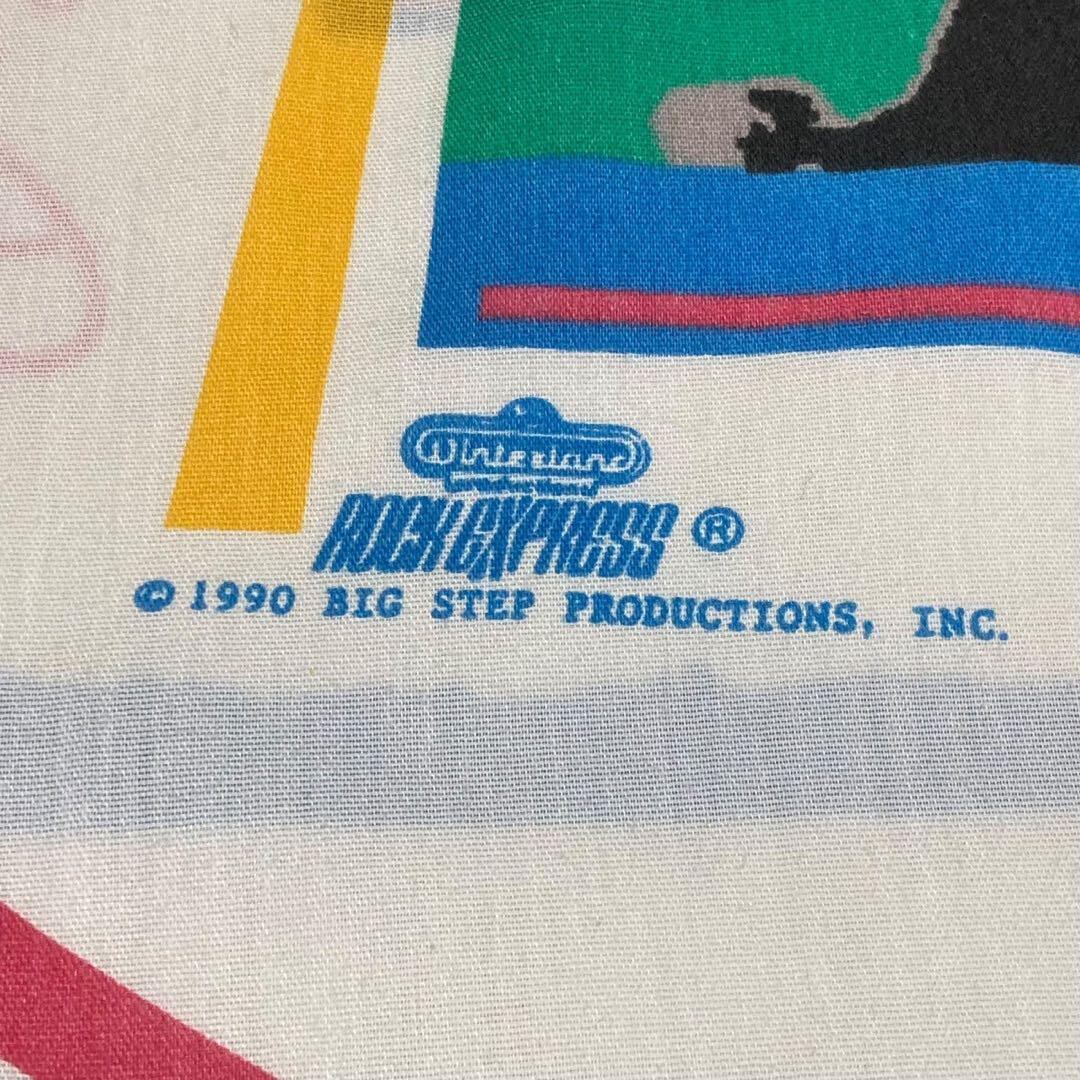 Winterland
ROCK EXPRESS ®
© 1990 BIG STEP PRODUCTIONS, INC.